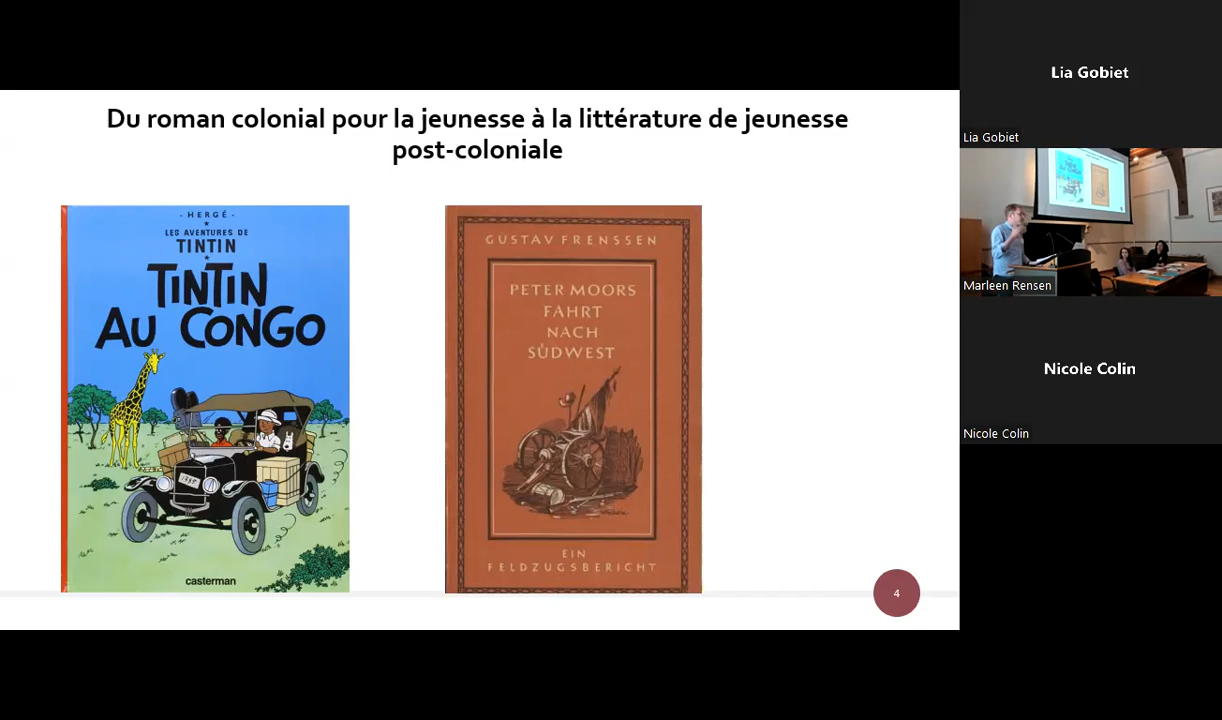 Du roman colonial pour la jeunesse à la littérature de jeunesse
post-coloniale
- HERGÉ -
LES AVENTURES DE
TINTIN
TINTIN
AU CONGO
casterman
GUSTAV FRENSSEN
PETER MOORS
FAHRT
NACH
SÜDWEST
EIN
FELDZUGSBERICHT
4
Lia Gobiet
Lia Gobiet
Marleen Rensen
Nicole Colin
Nicole Colin